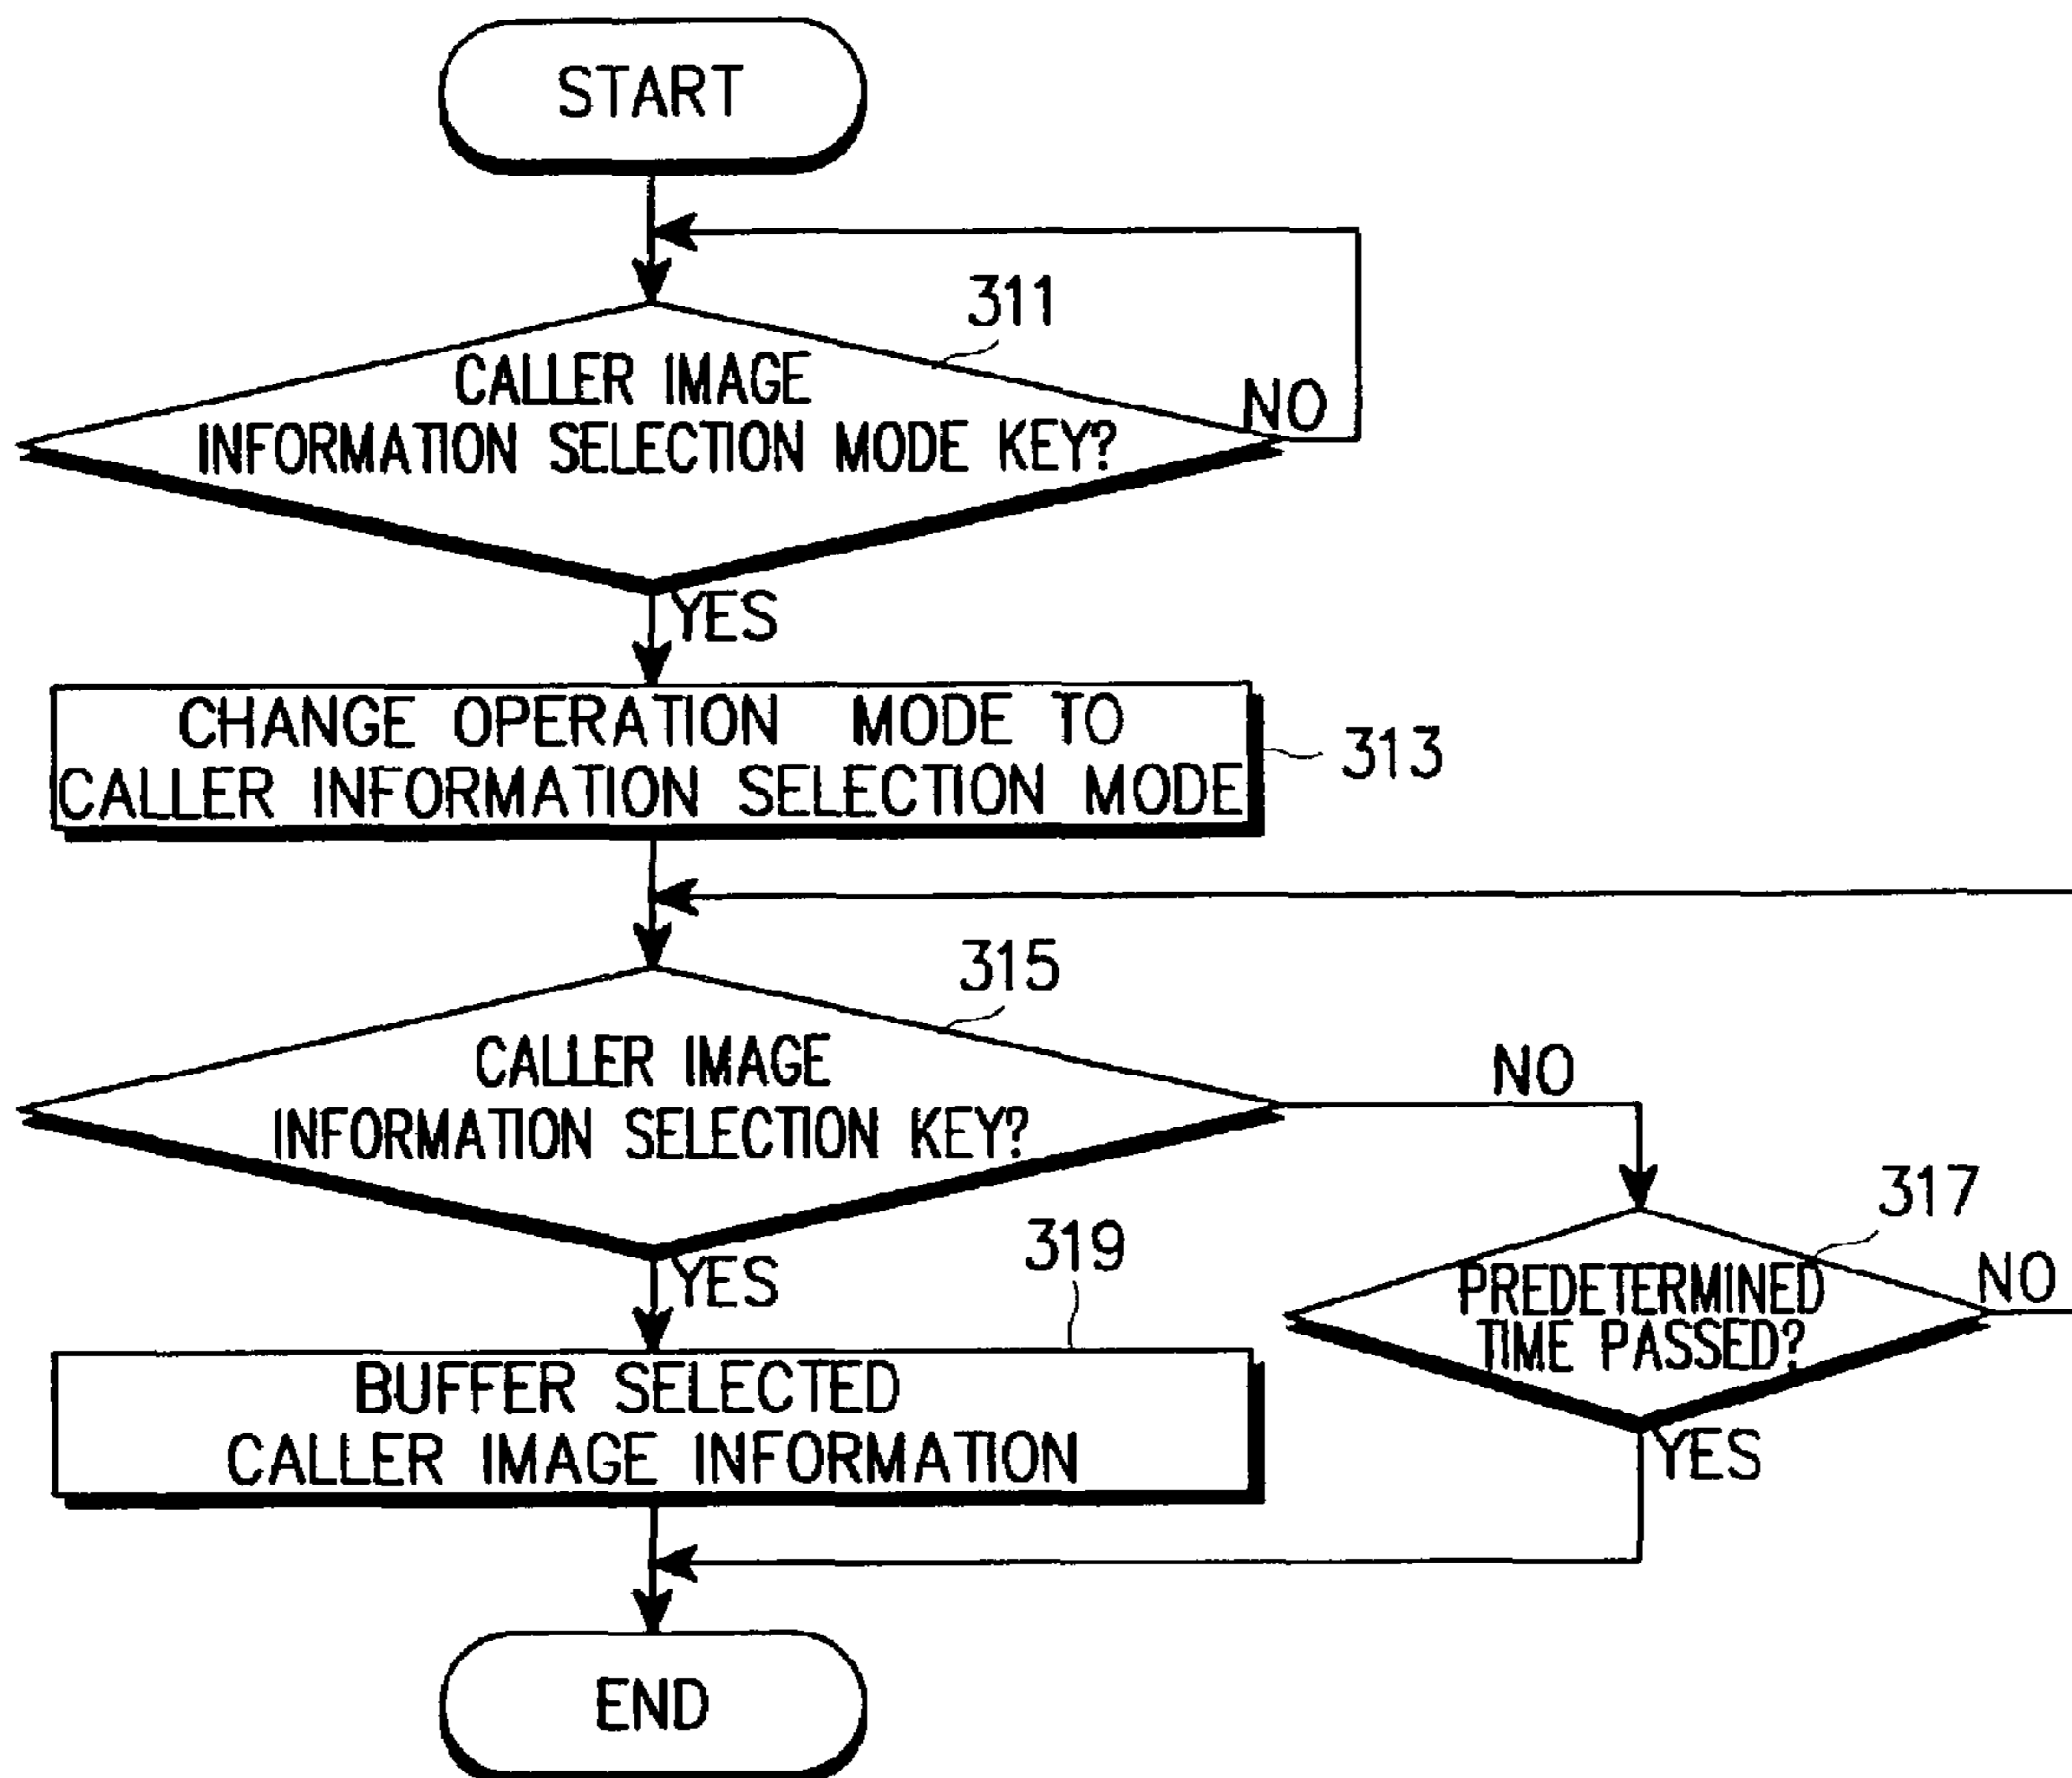 START
311
CALLER IMAGE
INFORMATION SELECTION MODE KEY?
NO
YES
CHANGE OPERATION MODE TO
CALLER INFORMATION SELECTION MODE
313
315
CALLER IMAGE
INFORMATION SELECTION KEY?
NO
317
PREDETERMINED
TIME PASSED?
NO
YES
319
BUFFER SELECTED
CALLER IMAGE INFORMATION
YES
END